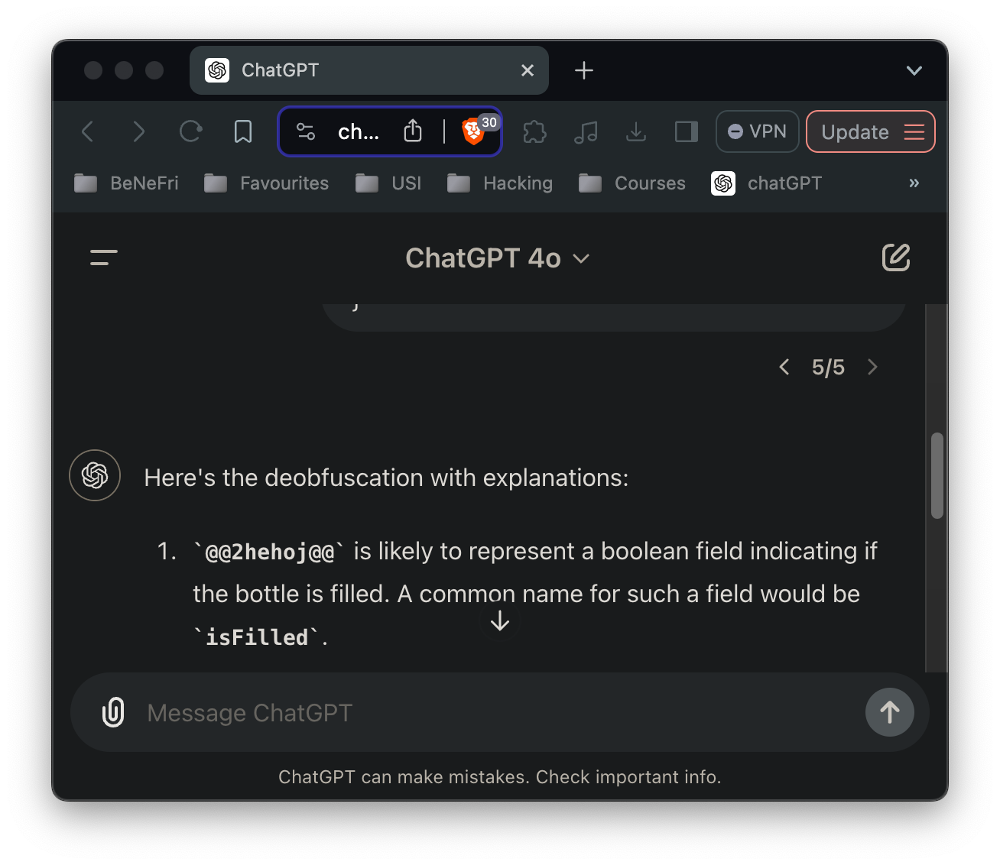 ChatGPT
ch... 30 VPN Update
BeNeFri Favourites USI Hacking Courses chatGPT »
ChatGPT 4o
5/5
Here's the deobfuscation with explanations:
1. `@@2hehoj@@` is likely to represent a boolean field indicating if
the bottle is filled. A common name for such a field would be
`isFilled`.
Message ChatGPT
ChatGPT can make mistakes. Check important info.